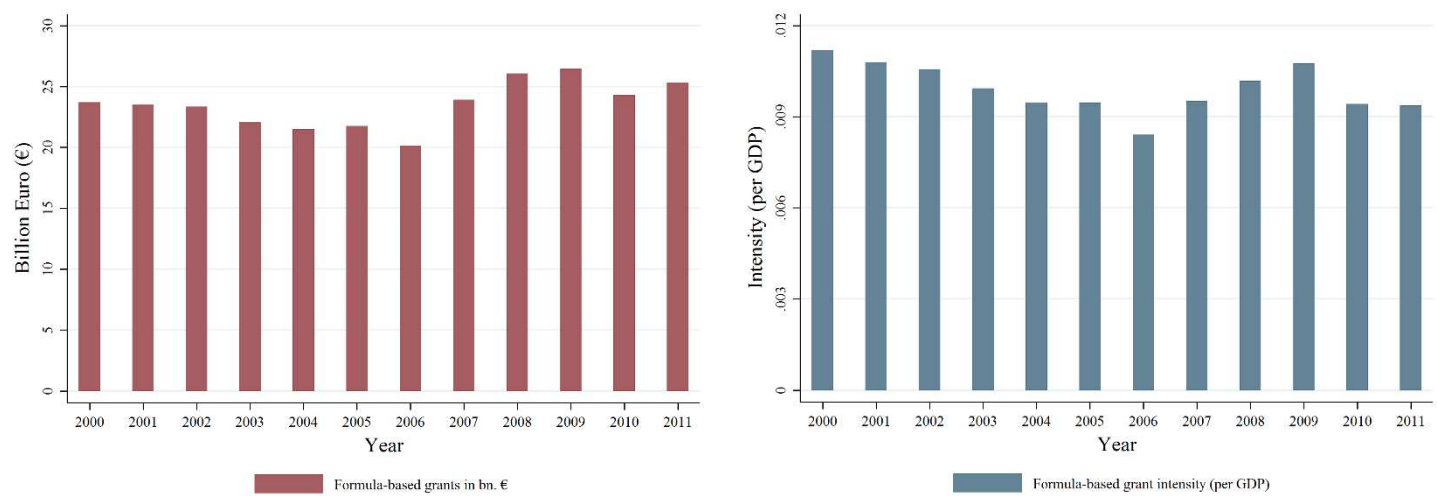 30
25
20
15
10
5
0
Billion Euro (€)
2000 2001 2002 2003 2004 2005 2006 2007 2008 2009 2010 2011
Year
Formula-based grants in bn. €
.012
.009
.006
.003
0
Intensity (per GDP)
2000 2001 2002 2003 2004 2005 2006 2007 2008 2009 2010 2011
Year
Formula-based grant intensity (per GDP)